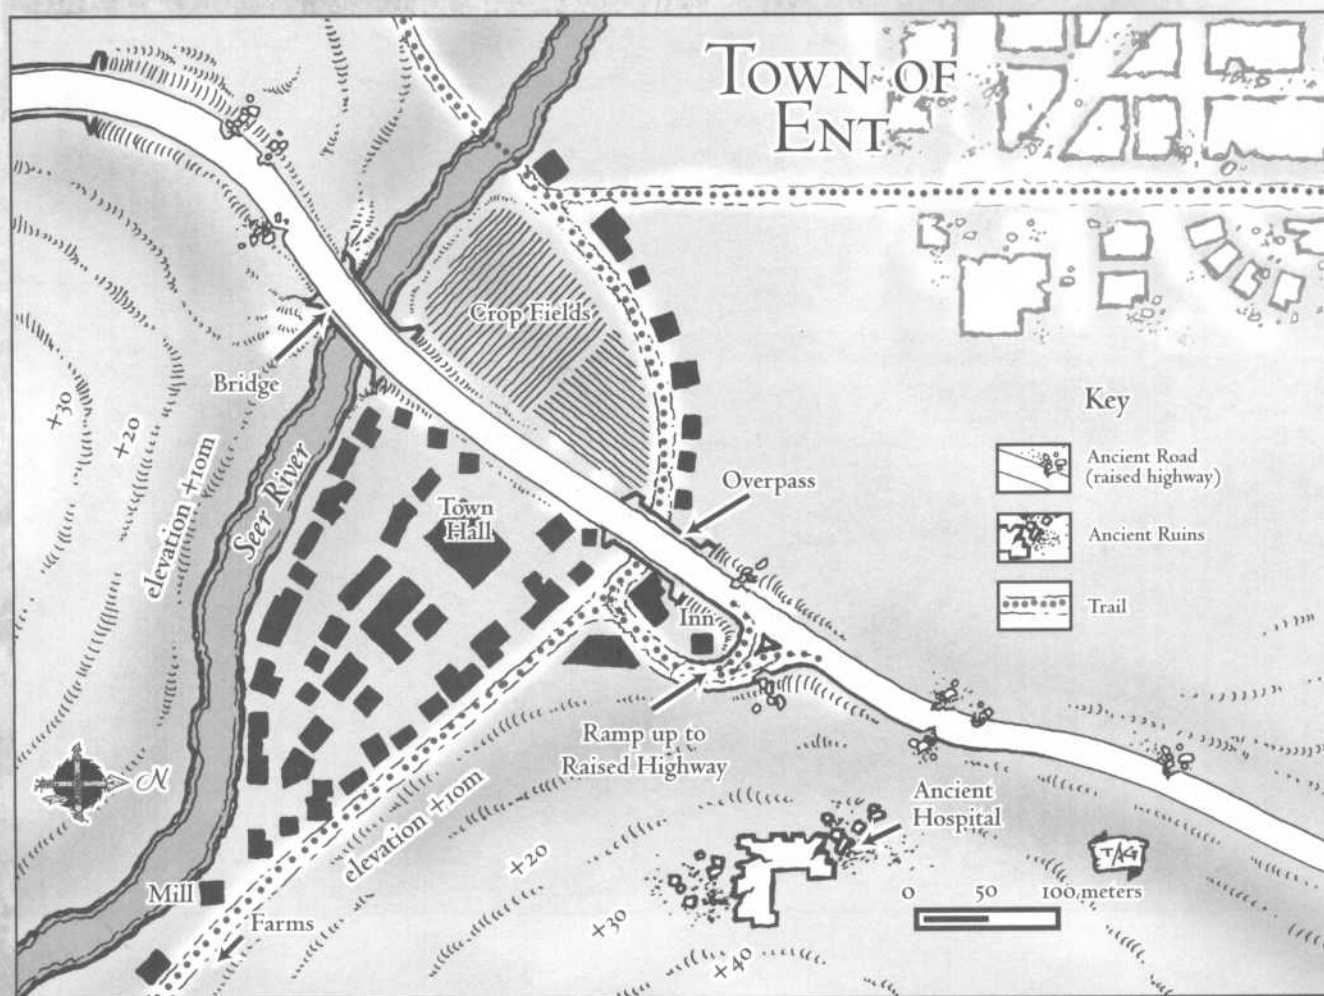 Town of
Ent
Crop Fields
Bridge
Key
+30
+20
elevation +10m
Seer River
Town
Hall
Overpass
Ancient Road
(raised highway)
Ancient Ruins
Trail
Inn
Ramp up to
Raised Highway
N
elevation +10m
+20
+30
+40
Ancient
Hospital
TAG
0 50 100 meters
Mill
Farms